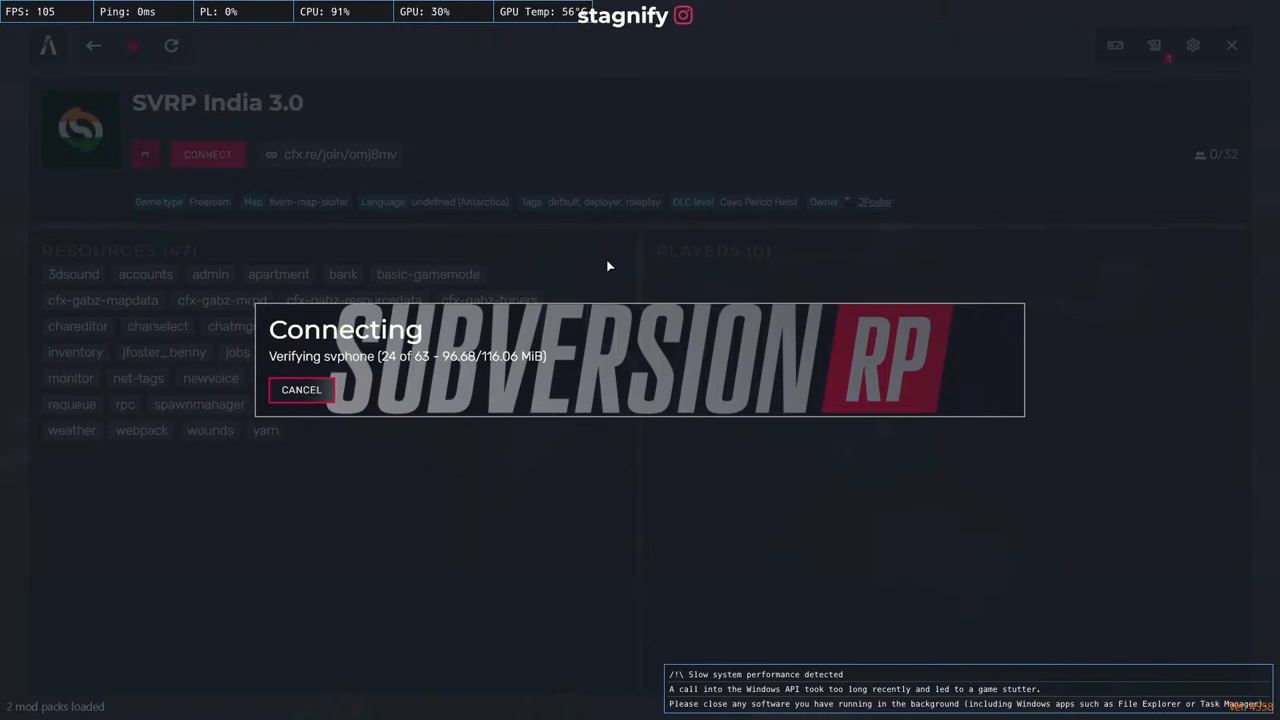 FPS: 105 Ping: 0ms PL: 0% CPU: 91% GPU: 30% GPU Temp: 56°C
stagnify
1
SVRP India 3.0
CONNECT cfx.re/join/omj8mv 0/32
Game type Freeroam Map fivem-map-skater Language undefined (Antarctica) Tags default, deployer, roleplay DLC level Cayo Perico Heist Owner JFoster
RESOURCES (47) PLAYERS (0)
3dsound accounts admin apartment bank basic-gamemode
cfx-gabz-mapdata cfx-gabz-mrpd cfx-gabz-resourcedata cfx-gabz-tuners
chareditor charselect chatmgr
inventory jfoster_benny jobs
monitor net-tags newvoice
requeue rpc spawnmanager
weather webpack wounds yarn
SUBVERSION RP
Connecting
Verifying svphone (24 of 63 - 96.68/116.06 MiB)
CANCEL
/!\ Slow system performance detected
A call into the Windows API took too long recently and led to a game stutter.
Please close any software you have running in the background (including Windows apps such as File Explorer or Task Manager).
2 mod packs loaded